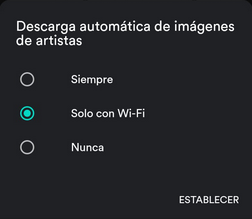 Descarga automática de imágenes
de artistas
Siempre
Solo con Wi-Fi
Nunca
ESTABLECER